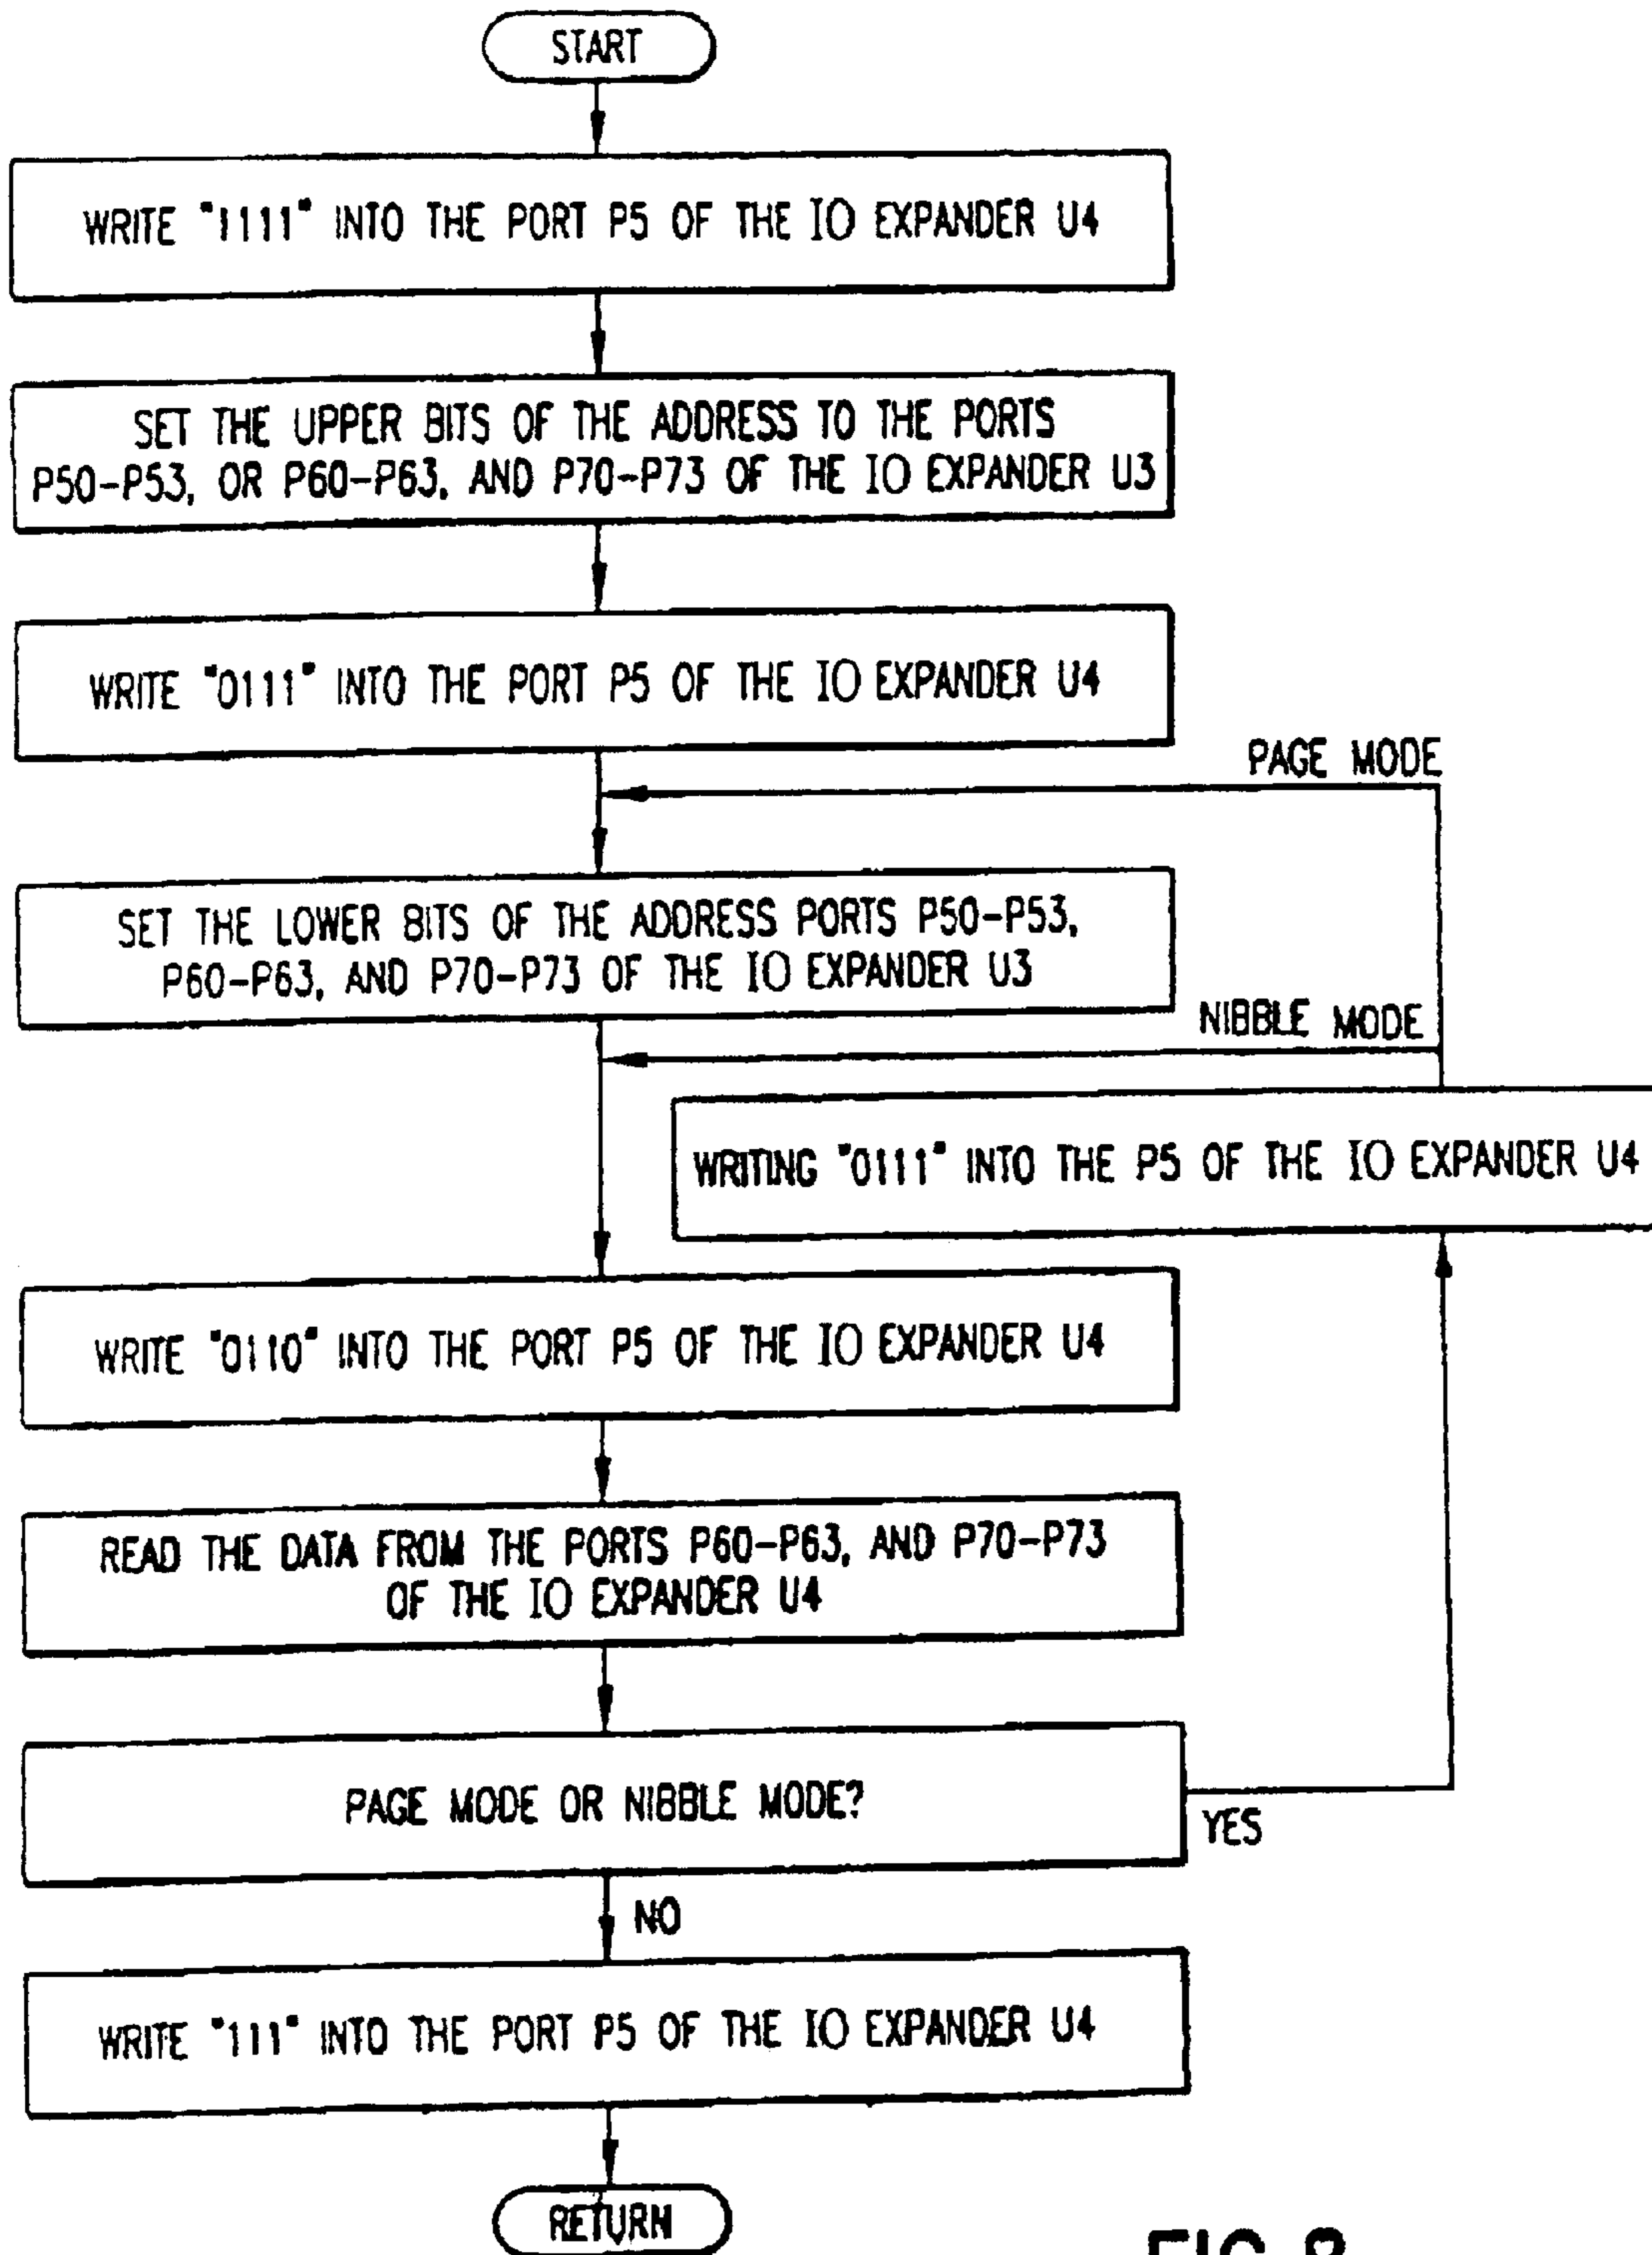 START
WRITE "1111" INTO THE PORT P5 OF THE IO EXPANDER U4
SET THE UPPER BITS OF THE ADDRESS TO THE PORTS
P50-P53, OR P60-P63, AND P70-P73 OF THE IO EXPANDER U3
WRITE "0111" INTO THE PORT P5 OF THE IO EXPANDER U4
PAGE MODE
SET THE LOWER BITS OF THE ADDRESS PORTS P50-P53,
P60-P63, AND P70-P73 OF THE IO EXPANDER U3
NIBBLE MODE
WRITING "0111" INTO THE P5 OF THE IO EXPANDER U4
WRITE "0110" INTO THE PORT P5 OF THE IO EXPANDER U4
READ THE DATA FROM THE PORTS P60-P63, AND P70-P73
OF THE IO EXPANDER U4
PAGE MODE OR NIBBLE MODE?
YES
NO
WRITE "111" INTO THE PORT P5 OF THE IO EXPANDER U4
RETURN